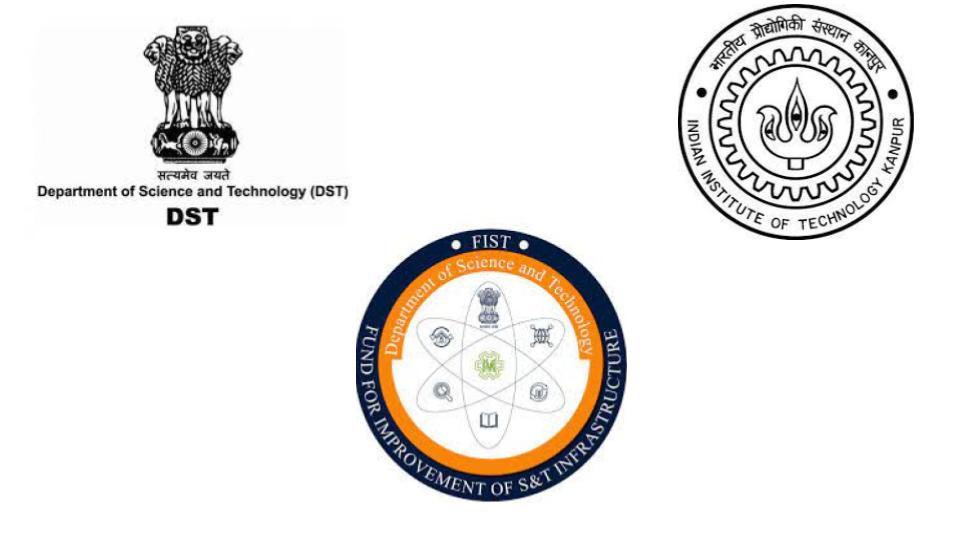 सत्यमेव जयते
Department of Science and Technology (DST)
DST
भारतीय प्रौद्योगिकी संस्थान कानपुर
INDIAN INSTITUTE OF TECHNOLOGY KANPUR
• FIST •
Department of Science and Technology
FUND FOR IMPROVEMENT OF S&T INFRASTRUCTURE